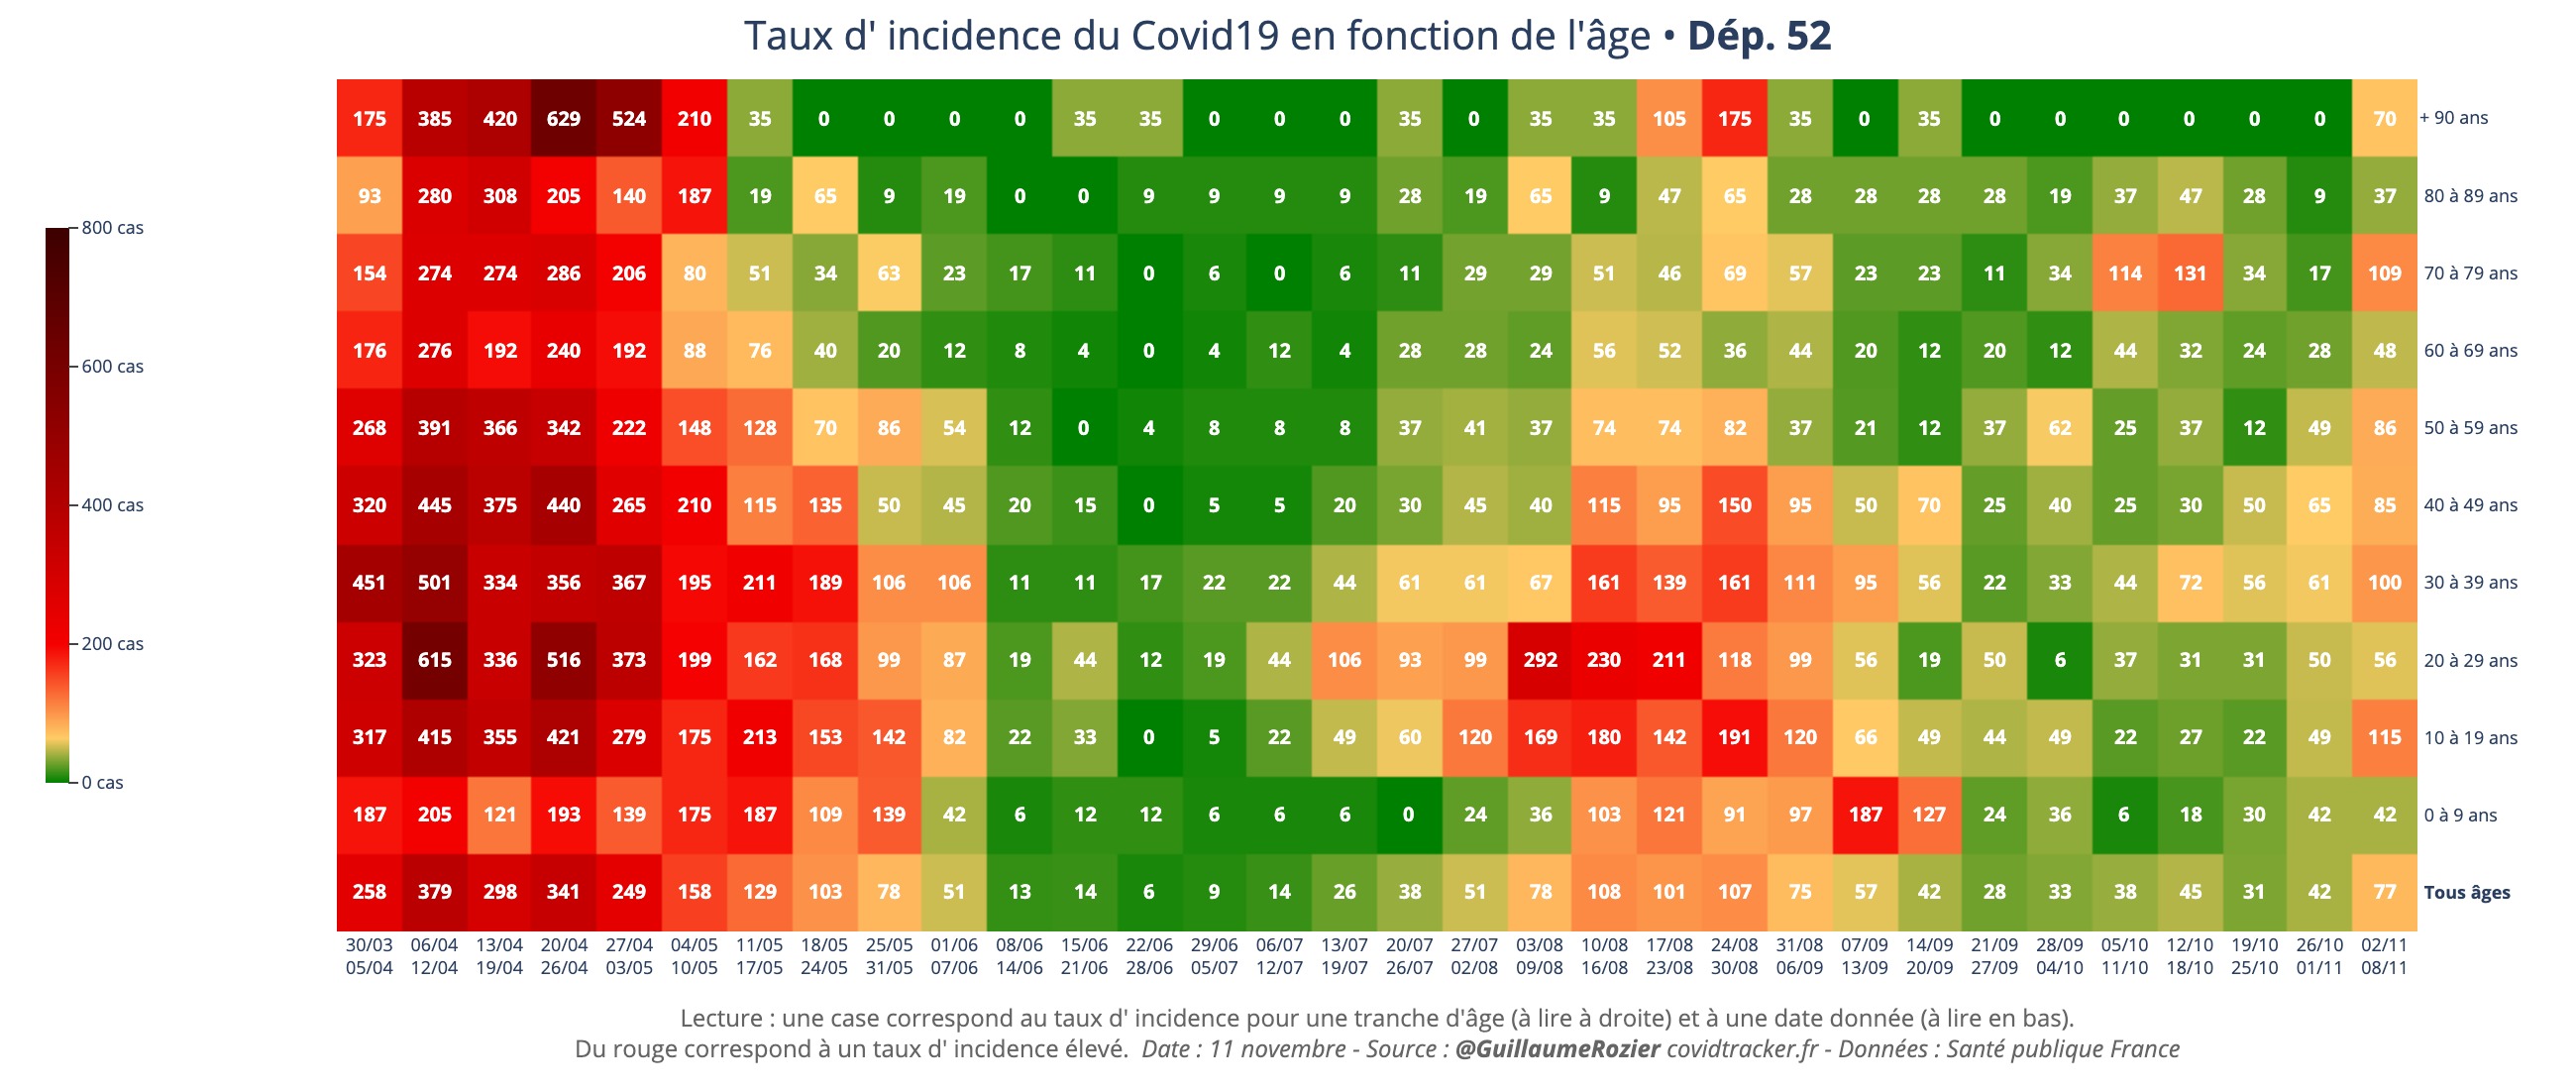 Taux d' incidence du Covid19 en fonction de l'âge • Dép. 52
800 cas
600 cas
400 cas
200 cas
0 cas
175 385 420 629 524 210 35 0 0 0 0 35 35 0 0 0 35 0 35 35 105 175 35 0 35 0 0 0 0 0 0 70 + 90 ans
93 280 308 205 140 187 19 65 9 19 0 0 9 9 9 9 28 19 65 9 47 65 28 28 28 28 19 37 47 28 9 37 80 à 89 ans
154 274 274 286 206 80 51 34 63 23 17 11 0 6 0 6 11 29 29 51 46 69 57 23 23 11 34 114 131 34 17 109 70 à 79 ans
176 276 192 240 192 88 76 40 20 12 8 4 0 4 12 4 28 28 24 56 52 36 44 20 12 20 12 44 32 24 28 48 60 à 69 ans
268 391 366 342 222 148 128 70 86 54 12 0 4 8 8 8 37 41 37 74 74 82 37 21 12 37 62 25 37 12 49 86 50 à 59 ans
320 445 375 440 265 210 115 135 50 45 20 15 0 5 5 20 30 45 40 115 95 150 95 50 70 25 40 25 30 50 65 85 40 à 49 ans
451 501 334 356 367 195 211 189 106 106 11 11 17 22 22 44 61 61 67 161 139 161 111 95 56 22 33 44 72 56 61 100 30 à 39 ans
323 615 336 516 373 199 162 168 99 87 19 44 12 19 44 106 93 99 292 230 211 118 99 56 19 50 6 37 31 31 50 56 20 à 29 ans
317 415 355 421 279 175 213 153 142 82 22 33 0 5 22 49 60 120 169 180 142 191 120 66 49 44 49 22 27 22 49 115 10 à 19 ans
187 205 121 193 139 175 187 109 139 42 6 12 12 6 6 6 0 24 36 103 121 91 97 187 127 24 36 6 18 30 42 42 0 à 9 ans
258 379 298 341 249 158 129 103 78 51 13 14 6 9 14 26 38 51 78 108 101 107 75 57 42 28 33 38 45 31 42 77 Tous âges
30/03 06/04 13/04 20/04 27/04 04/05 11/05 18/05 25/05 01/06 08/06 15/06 22/06 29/06 06/07 13/07 20/07 27/07 03/08 10/08 17/08 24/08 31/08 07/09 14/09 21/09 28/09 05/10 12/10 19/10 26/10 02/11
05/04 12/04 19/04 26/04 03/05 10/05 17/05 24/05 31/05 07/06 14/06 21/06 28/06 05/07 12/07 19/07 26/07 02/08 09/08 16/08 23/08 30/08 06/09 13/09 20/09 27/09 04/10 11/10 18/10 25/10 01/11 08/11
Lecture : une case correspond au taux d' incidence pour une tranche d'âge (à lire à droite) et à une date donnée (à lire en bas).
Du rouge correspond à un taux d' incidence élevé. Date : 11 novembre - Source : @GuillaumeRozier covidtracker.fr - Données : Santé publique France